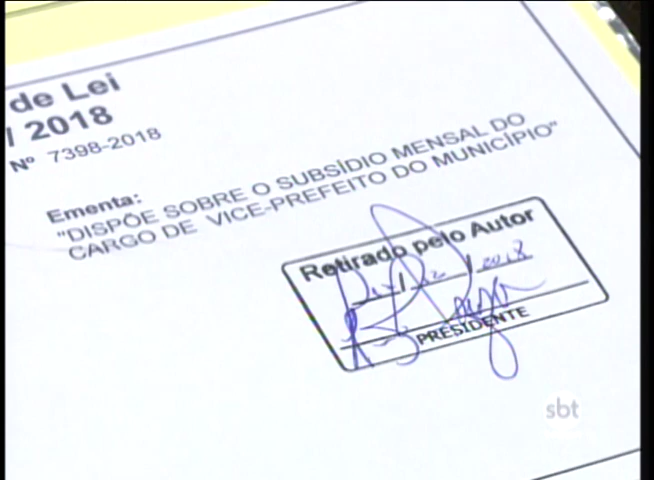 de Lei
/ 2018
Nº 7398-2018
Ementa:
"DISPÕE SOBRE O SUBSÍDIO MENSAL DO
CARGO DE VICE-PREFEITO DO MUNICÍPIO"
Retirado pelo Autor
/ 12 / 2018
PRESIDENTE
sbt